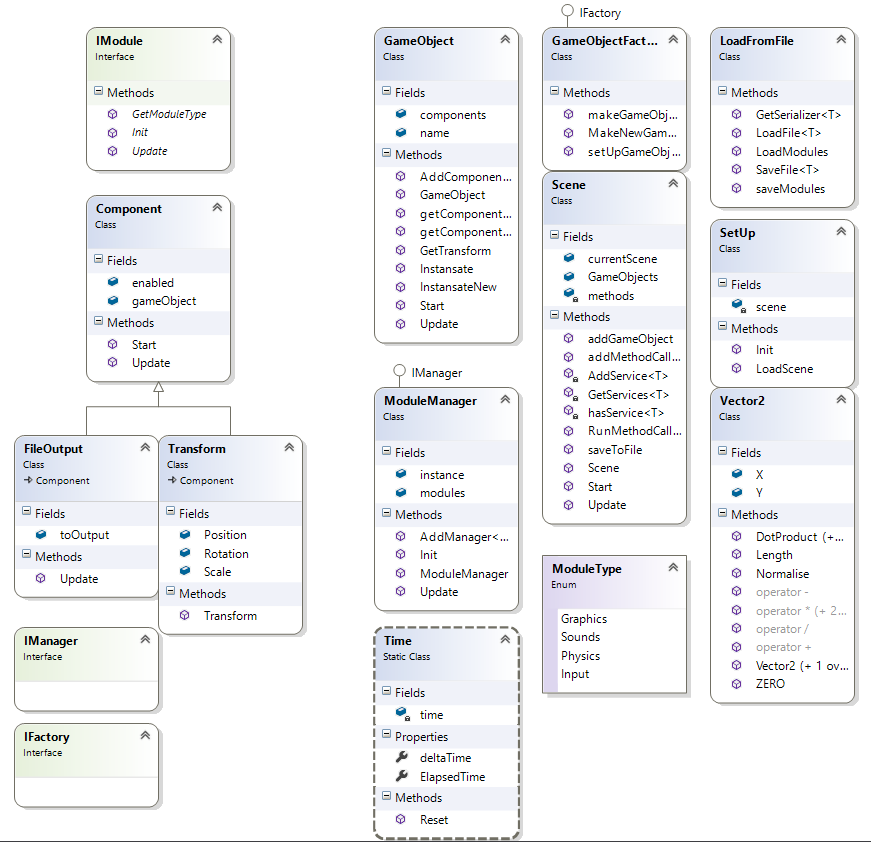 IModule
Interface
Methods
GetModuleType
Init
Update
Component
Class
Fields
enabled
gameObject
Methods
Start
Update
FileOutput
Class
Component
Fields
toOutput
Methods
Update
Transform
Class
Component
Fields
Position
Rotation
Scale
Methods
Transform
IManager
Interface
IFactory
Interface
GameObject
Class
Fields
components
name
Methods
AddComponen...
GameObject
getComponent...
getComponent...
GetTransform
Instansate
InstansateNew
Start
Update
IManager
ModuleManager
Class
Fields
instance
modules
Methods
AddManager<...
Init
ModuleManager
Update
Time
Static Class
Fields
time
Properties
deltaTime
ElapsedTime
Methods
Reset
IFactory
GameObjectFact...
Class
Methods
makeGameObj...
MakeNewGam...
setUpGameObj...
Scene
Class
Fields
currentScene
GameObjects
methods
Methods
addGameObject
addMethodCall...
AddService<T>
GetServices<T>
hasService<T>
RunMethodCall...
saveToFile
Scene
Start
Update
ModuleType
Enum
Graphics
Sounds
Physics
Input
LoadFromFile
Class
Methods
GetSerializer<T>
LoadFile<T>
LoadModules
SaveFile<T>
saveModules
SetUp
Class
Fields
scene
Methods
Init
LoadScene
Vector2
Class
Fields
X
Y
Methods
DotProduct (+...
Length
Normalise
operator -
operator * (+ 2...
operator /
operator +
Vector2 (+ 1 ov...
ZERO